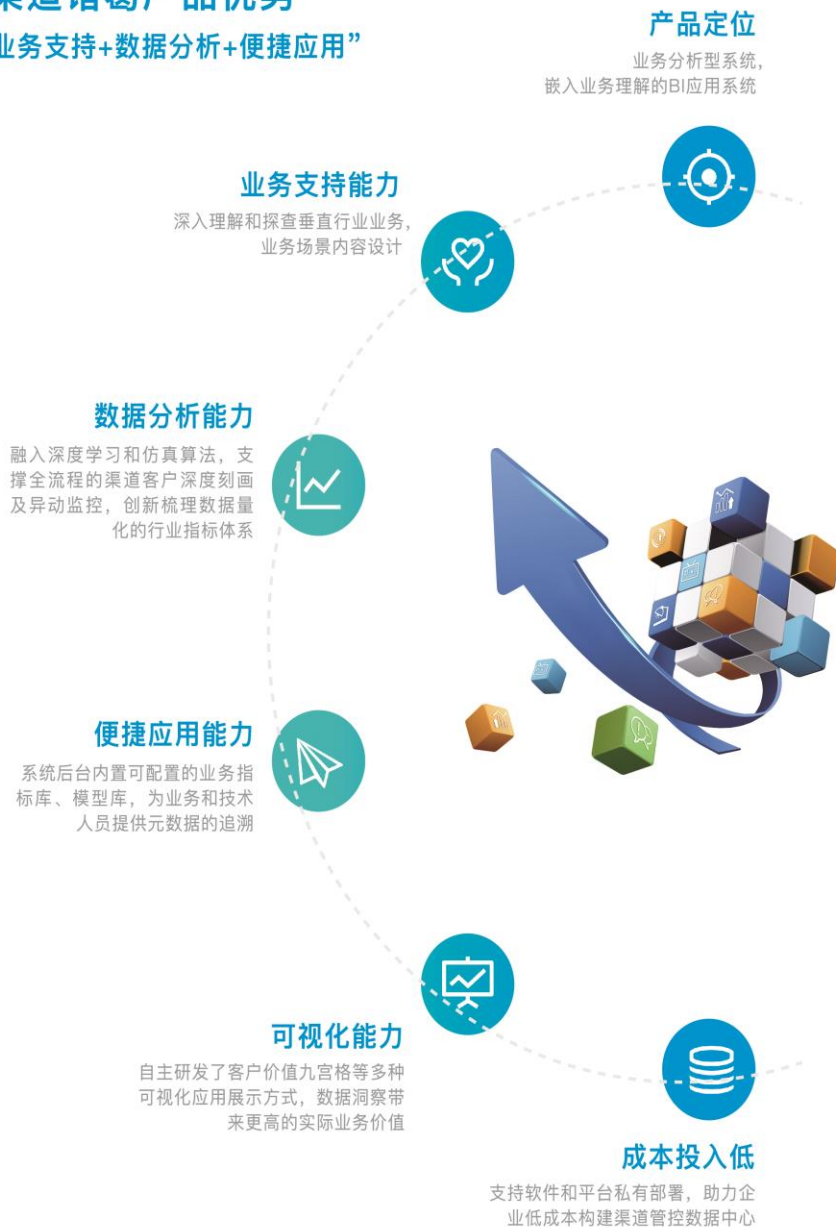 渠道诸葛产品优势
业务支持+数据分析+便捷应用”
产品定位
业务分析型系统，
嵌入业务理解的BI应用系统
业务支持能力
深入理解和探查垂直行业业务，
业务场景内容设计
数据分析能力
融入深度学习和仿真算法，支
撑全流程的渠道客户深度刻画
及异动监控，创新梳理数据量
化的行业指标体系
便捷应用能力
系统后台内置可配置的业务指
标库、模型库，为业务和技术
人员提供元数据的追溯
可视化能力
自主研发了客户价值九宫格等多种
可视化应用展示方式，数据洞察带
来更高的实际业务价值
成本投入低
支持软件和平台私有部署，助力企
业低成本构建渠道管控数据中心